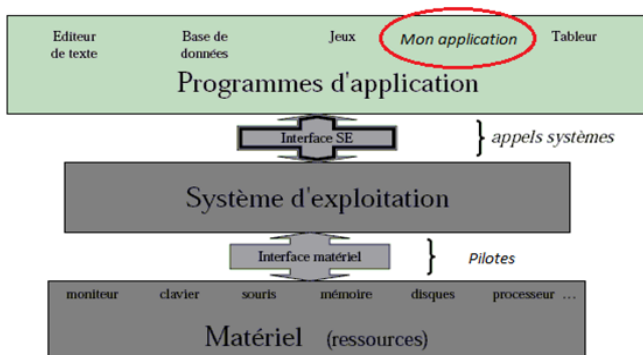 Editeur de texte
Base de données
Jeux
Mon application
Tableur
Programmes d'application
Interface SE
} appels systèmes
Système d'exploitation
Interface matériel
} Pilotes
moniteur clavier souris mémoire disques processeur ...
Matériel (ressources)